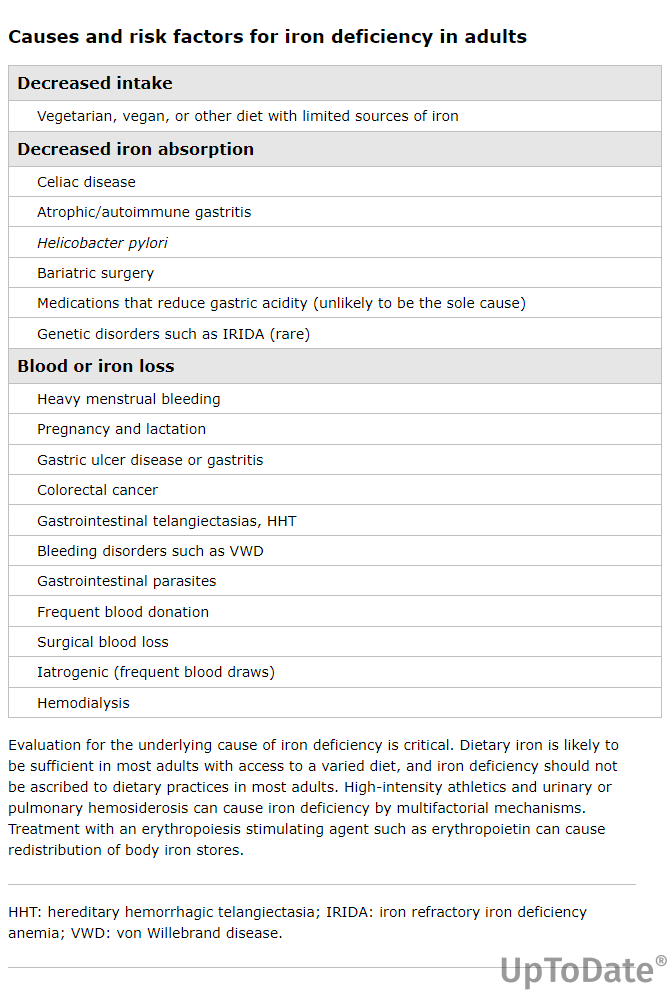 Causes and risk factors for iron deficiency in adults
Decreased intake
Vegetarian, vegan, or other diet with limited sources of iron
Decreased iron absorption
Celiac disease
Atrophic/autoimmune gastritis
Helicobacter pylori
Bariatric surgery
Medications that reduce gastric acidity (unlikely to be the sole cause)
Genetic disorders such as IRIDA (rare)
Blood or iron loss
Heavy menstrual bleeding
Pregnancy and lactation
Gastric ulcer disease or gastritis
Colorectal cancer
Gastrointestinal telangiectasias, HHT
Bleeding disorders such as VWD
Gastrointestinal parasites
Frequent blood donation
Surgical blood loss
Iatrogenic (frequent blood draws)
Hemodialysis
Evaluation for the underlying cause of iron deficiency is critical. Dietary iron is likely to
be sufficient in most adults with access to a varied diet, and iron deficiency should not
be ascribed to dietary practices in most adults. High-intensity athletics and urinary or
pulmonary hemosiderosis can cause iron deficiency by multifactorial mechanisms.
Treatment with an erythropoiesis stimulating agent such as erythropoietin can cause
redistribution of body iron stores.
HHT: hereditary hemorrhagic telangiectasia; IRIDA: iron refractory iron deficiency
anemia; VWD: von Willebrand disease.
UpToDate®